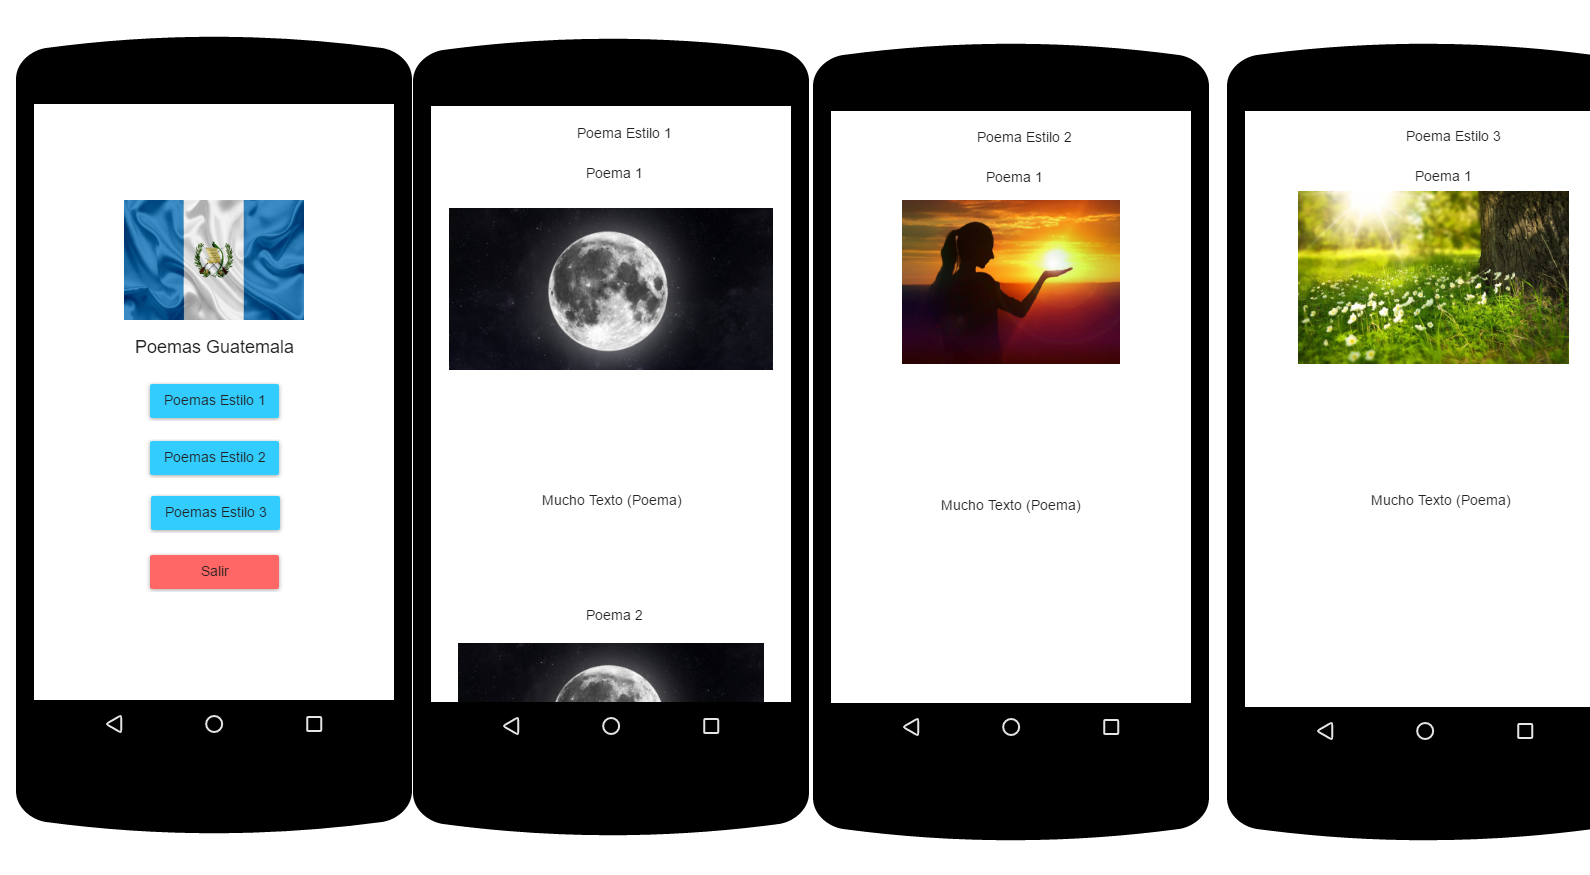 Poemas Guatemala
Poemas Estilo 1
Poemas Estilo 2
Poemas Estilo 3
Salir
Poema Estilo 1
Poema 1
Mucho Texto (Poema)
Poema 2
Poema Estilo 2
Poema 1
Mucho Texto (Poema)
Poema Estilo 3
Poema 1
Mucho Texto (Poema)